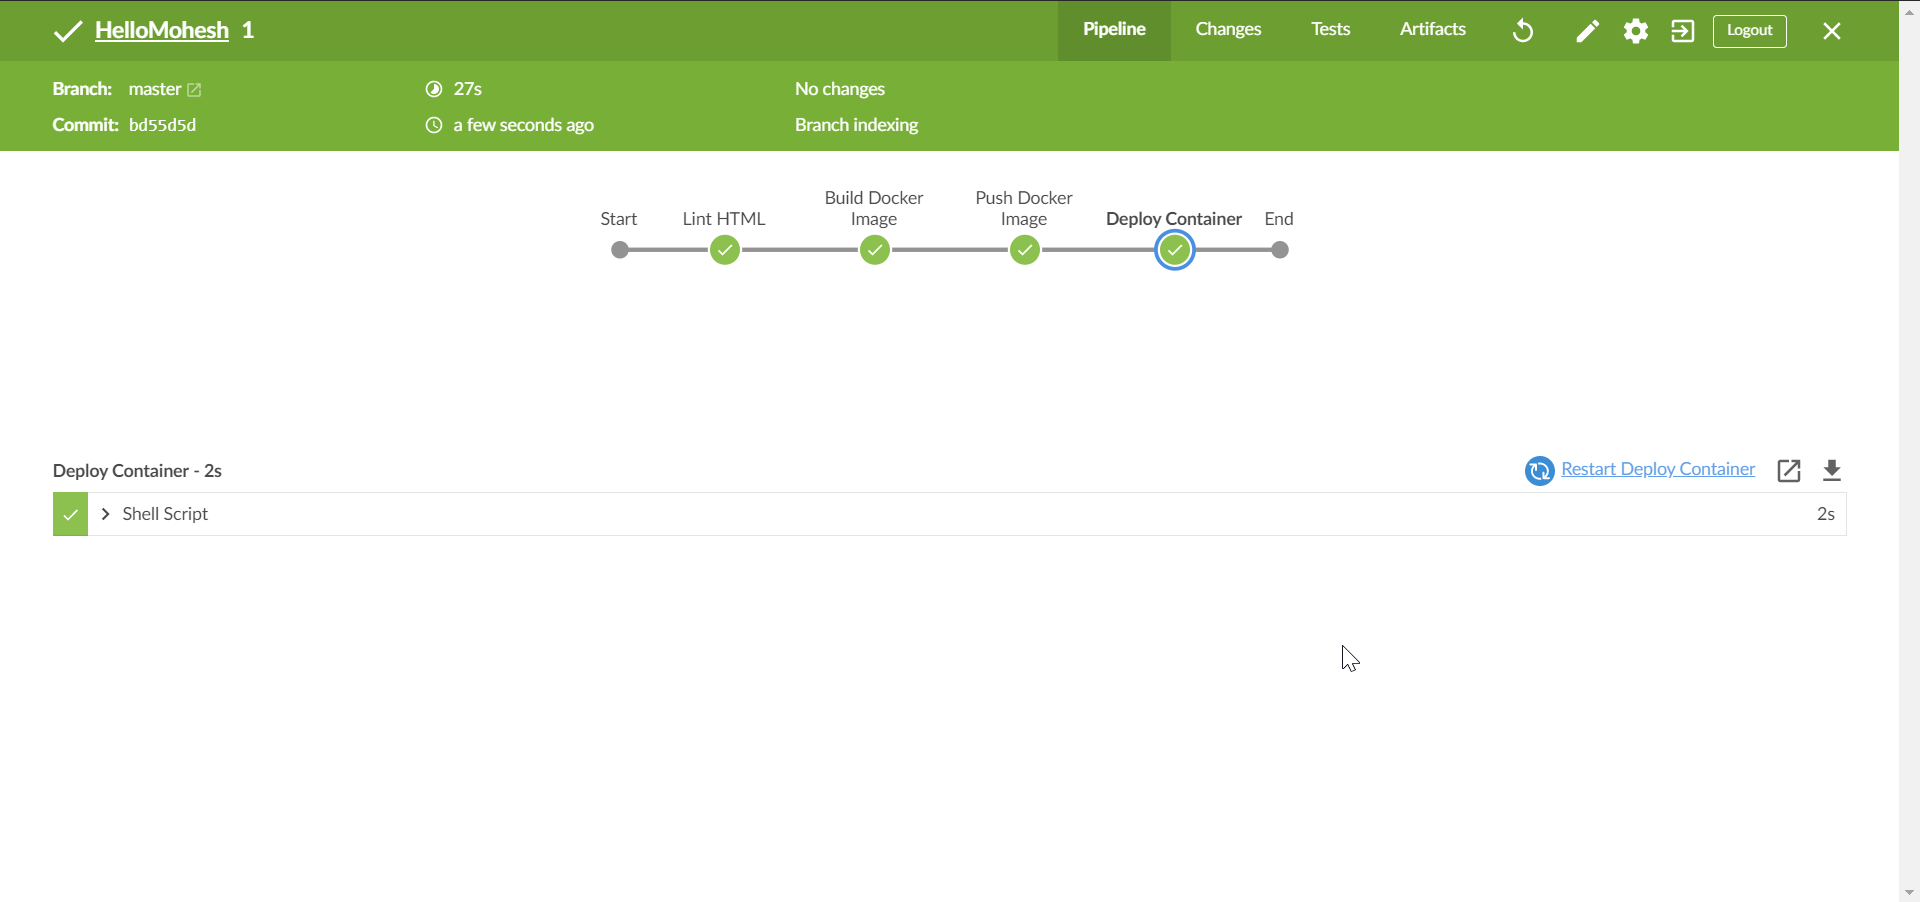 HelloMohesh 1
Pipeline Changes Tests Artifacts Logout
Branch: master 27s No changes
Commit: bd55d5d a few seconds ago Branch indexing
Start
Lint HTML
Build Docker
Image
Push Docker
Image
Deploy Container
End
Deploy Container - 2s
Restart Deploy Container
Shell Script 2s